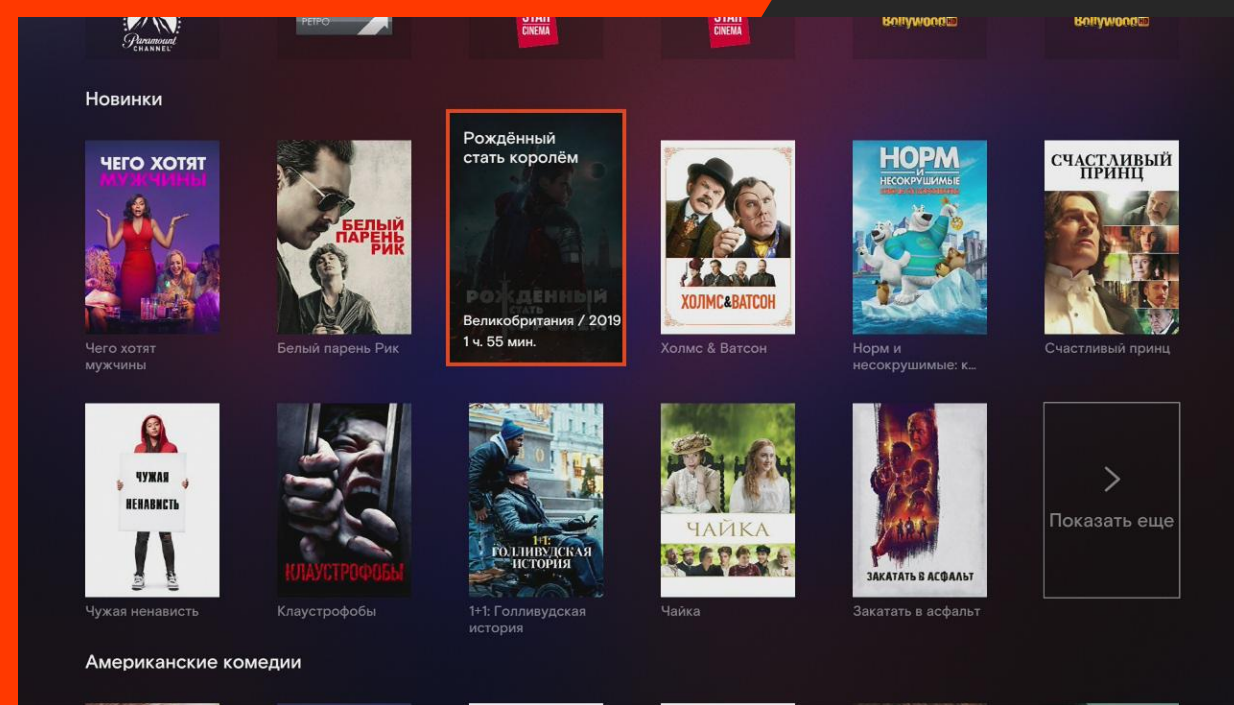 Paramount
CHANNEL
РЕТРО
STAR
CINEMA
STAR
CINEMA
Bollywood HD
Bollywood HD
Новинки
ЧЕГО ХОТЯТ
МУЖЧИНЫ
БЕЛЫЙ
ПАРЕНЬ
РИК
Рождённый
стать королём
РОЖДЕННЫЙ
СТАТЬ
Великобритания / 2019
1 ч. 55 мин.
ХОЛМС&ВАТСОН
НОРМ
И
НЕСОКРУШИМЫЕ
СЧАСТЛИВЫЙ
ПРИНЦ
Чего хотят
мужчины
Белый парень Рик
Холмс & Ватсон
Норм и
несокрушимые: к...
Счастливый принц
ЧУЖАЯ
НЕНАВИСТЬ
КЛАУСТРОФОБЫ
1+1:
ГОЛЛИВУДСКАЯ
ИСТОРИЯ
ЧАЙКА
ЗАКАТАТЬ В АСФАЛЬТ
Показать еще
Чужая ненависть
Клаустрофобы
1+1: Голливудская
история
Чайка
Закатать в асфальт
Американские комедии